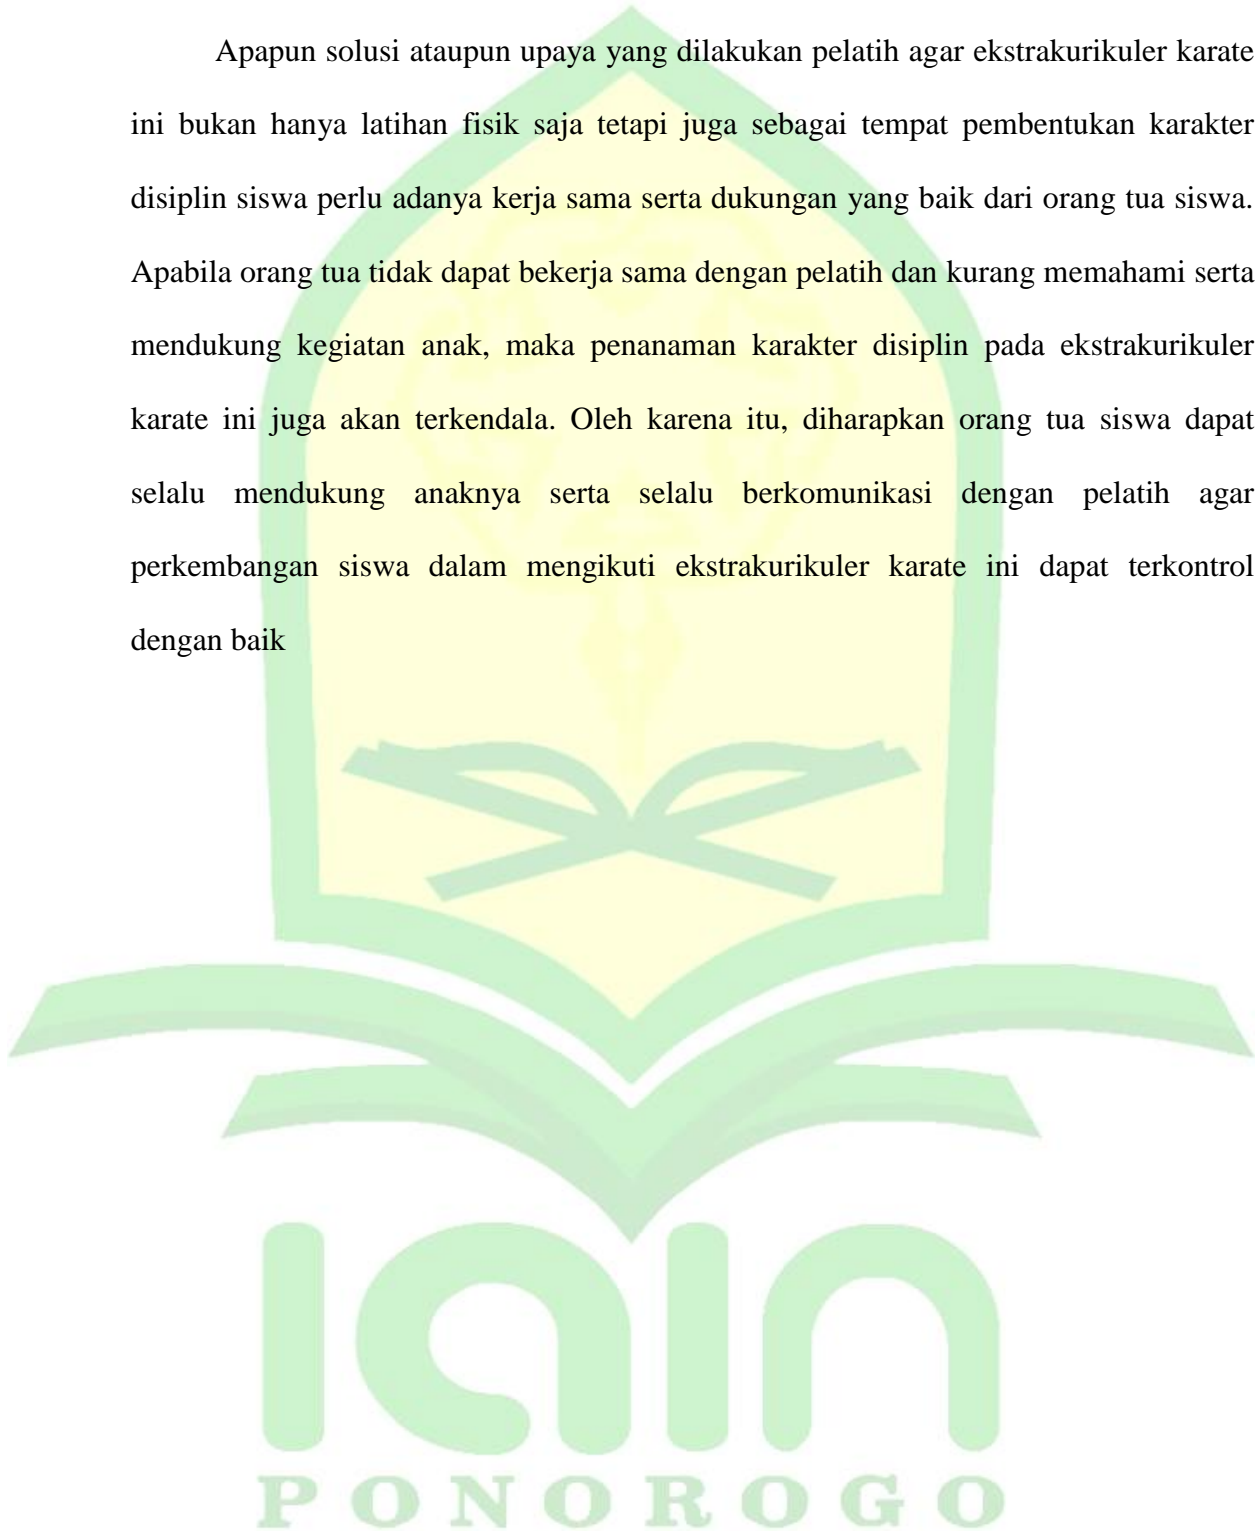 Apapun solusi ataupun upaya yang dilakukan pelatih agar ekstrakurikuler karate
ini bukan hanya latihan fisik saja tetapi juga sebagai tempat pembentukan karakter
disiplin siswa perlu adanya kerja sama serta dukungan yang baik dari orang tua siswa.
Apabila orang tua tidak dapat bekerja sama dengan pelatih dan kurang memahami serta
mendukung kegiatan anak, maka penanaman karakter disiplin pada ekstrakurikuler
karate ini juga akan terkendala. Oleh karena itu, diharapkan orang tua siswa dapat
selalu mendukung anaknya serta selalu berkomunikasi dengan pelatih agar
perkembangan siswa dalam mengikuti ekstrakurikuler karate ini dapat terkontrol
dengan baik
iain
PONOROGO